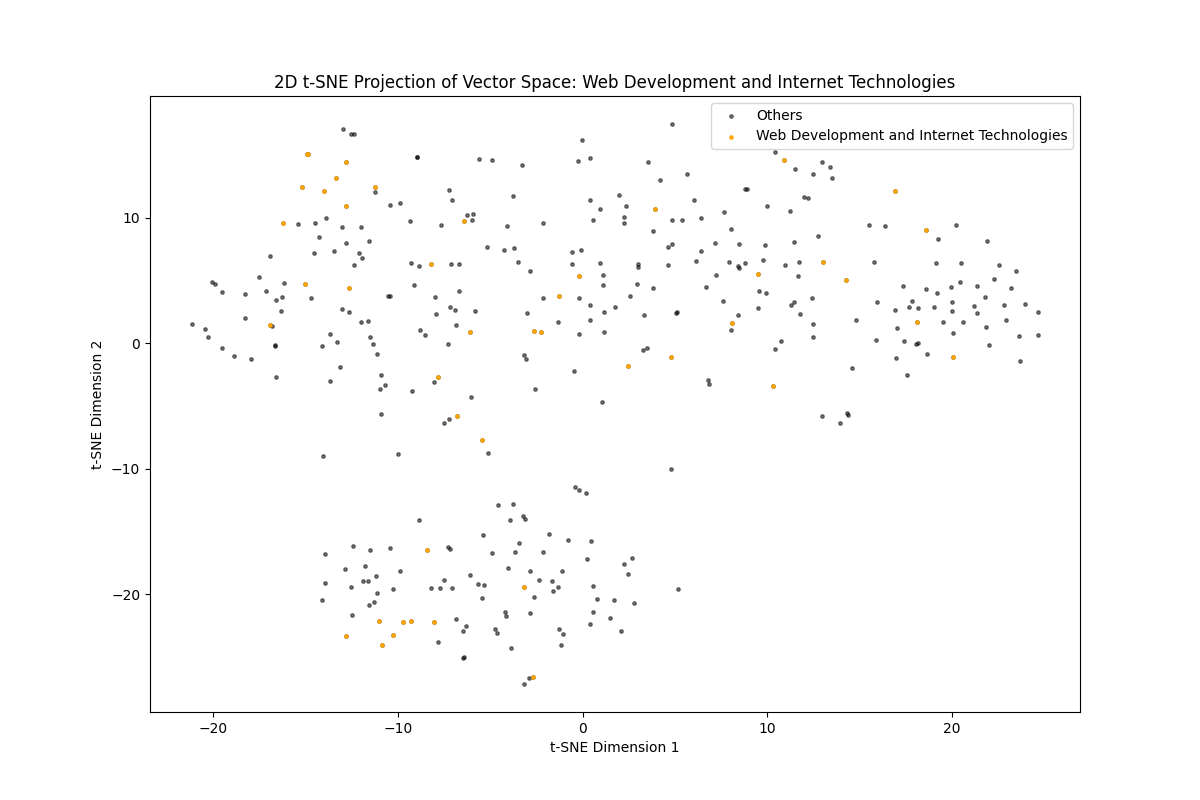 2D t-SNE Projection of Vector Space: Web Development and Internet Technologies
Others
Web Development and Internet Technologies
10
0
−10
−20
t-SNE Dimension 2
−20
−10
0
10
20
t-SNE Dimension 1